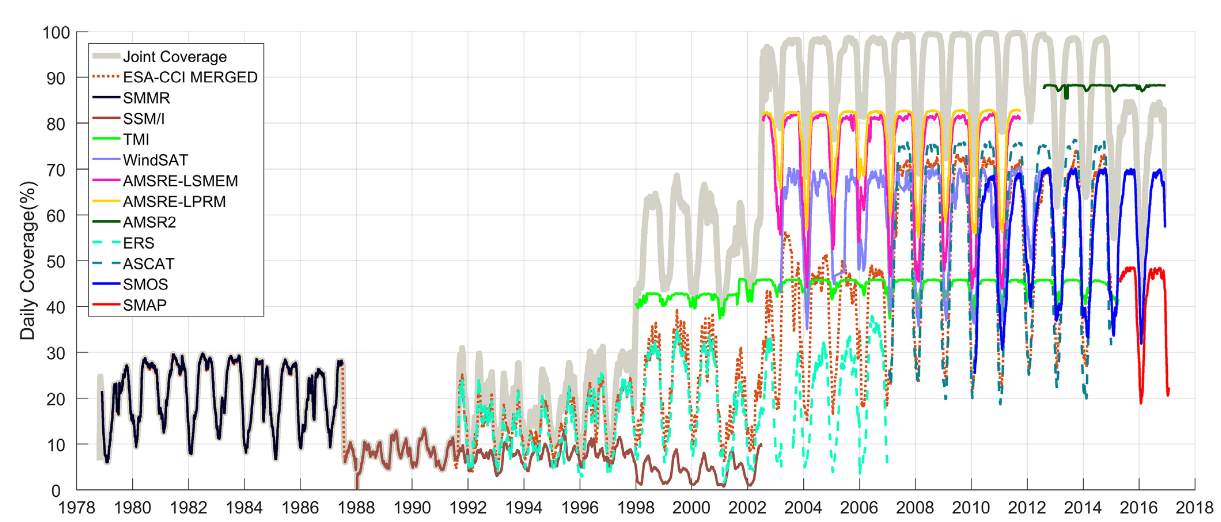 100
90
80
70
60
50
40
30
20
10
0
Daily Coverage(%)
Joint Coverage
ESA-CCI MERGED
SMMR
SSM/I
TMI
WindSAT
AMSRE-LSMEM
AMSRE-LPRM
AMSR2
ERS
ASCAT
SMOS
SMAP
1978 1980 1982 1984 1986 1988 1990 1992 1994 1996 1998 2000 2002 2004 2006 2008 2010 2012 2014 2016 2018